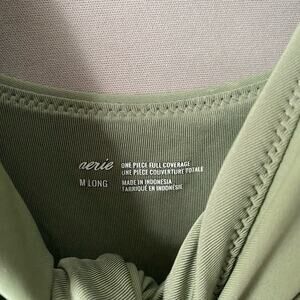 aerie
ONE PIECE FULL COVERAGE
UNE PIÈCE COUVERTURE TOTALE
M LONG
MADE IN INDONESIA
FABRIQUÉ EN INDONÉSIE